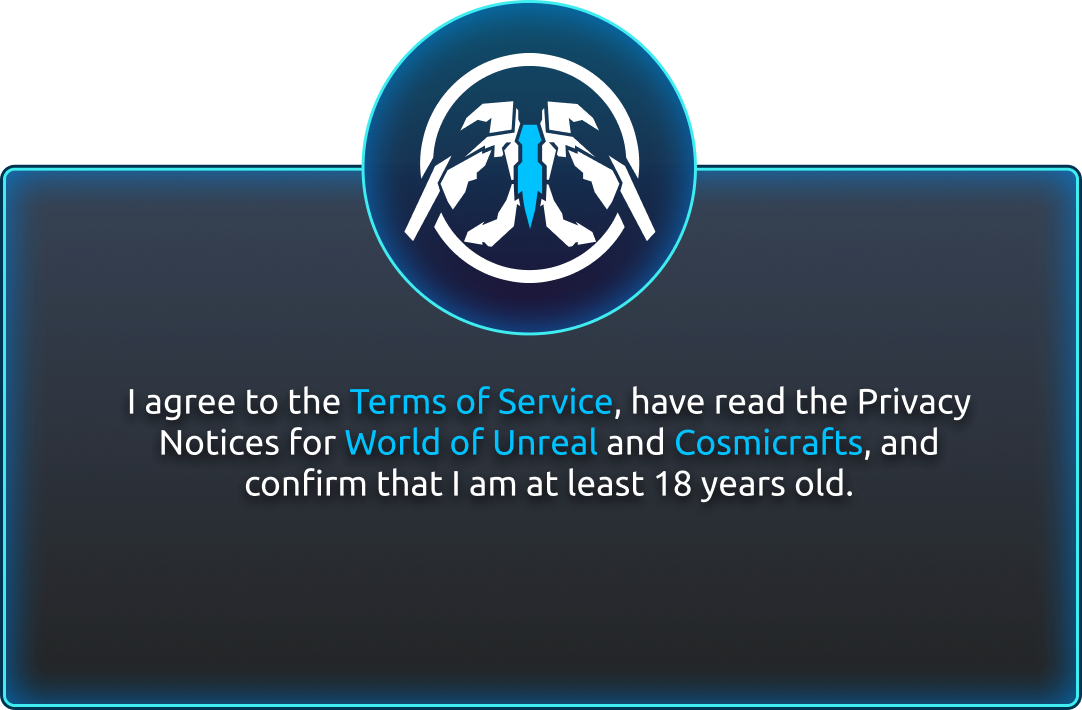 I agree to the Terms of Service, have read the Privacy
Notices for World of Unreal and Cosmicrafts, and
confirm that I am at least 18 years old.